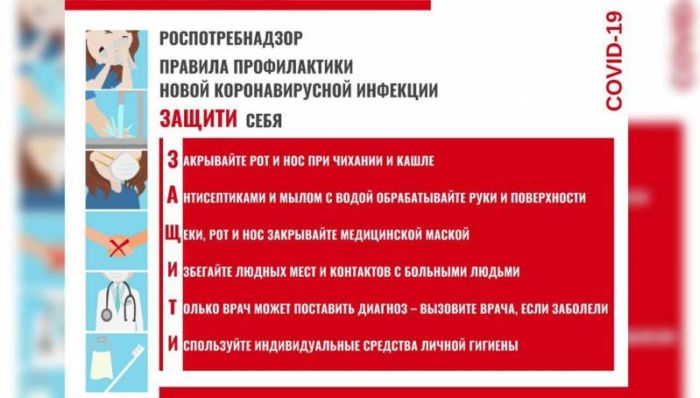 COVID-19
РОСПОТРЕБНАДЗОР
ПРАВИЛА ПРОФИЛАКТИКИ
НОВОЙ КОРОНАВИРУСНОЙ ИНФЕКЦИИ
ЗАЩИТИ СЕБЯ
ЗАКРЫВАЙТЕ РОТ И НОС ПРИ ЧИХАНИИ И КАШЛЕ
АНТИСЕПТИКАМИ И МЫЛОМ С ВОДОЙ ОБРАБАТЫВАЙТЕ РУКИ И ПОВЕРХНОСТИ
ЩЕКИ, РОТ И НОС ЗАКРЫВАЙТЕ МЕДИЦИНСКОЙ МАСКОЙ
ИЗБЕГАЙТЕ ЛЮДНЫХ МЕСТ И КОНТАКТОВ С БОЛЬНЫМИ ЛЮДЬМИ
ТОЛЬКО ВРАЧ МОЖЕТ ПОСТАВИТЬ ДИАГНОЗ – ВЫЗОВИТЕ ВРАЧА, ЕСЛИ ЗАБОЛЕЛИ
ИСПОЛЬЗУЙТЕ ИНДИВИДУАЛЬНЫЕ СРЕДСТВА ЛИЧНОЙ ГИГИЕНЫ